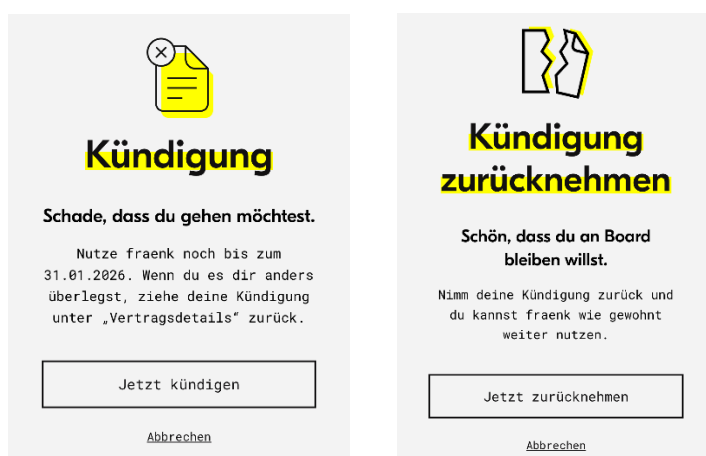 Kündigung
Schade, dass du gehen möchtest.
Nutze fraenk noch bis zum
31.01.2026. Wenn du es dir anders
überlegst, ziehe deine Kündigung
unter „Vertragsdetails“ zurück.
Jetzt kündigen
Abbrechen
Kündigung
zurücknehmen
Schön, dass du an Board
bleiben willst.
Nimm deine Kündigung zurück und
du kannst fraenk wie gewohnt
weiter nutzen.
Jetzt zurücknehmen
Abbrechen